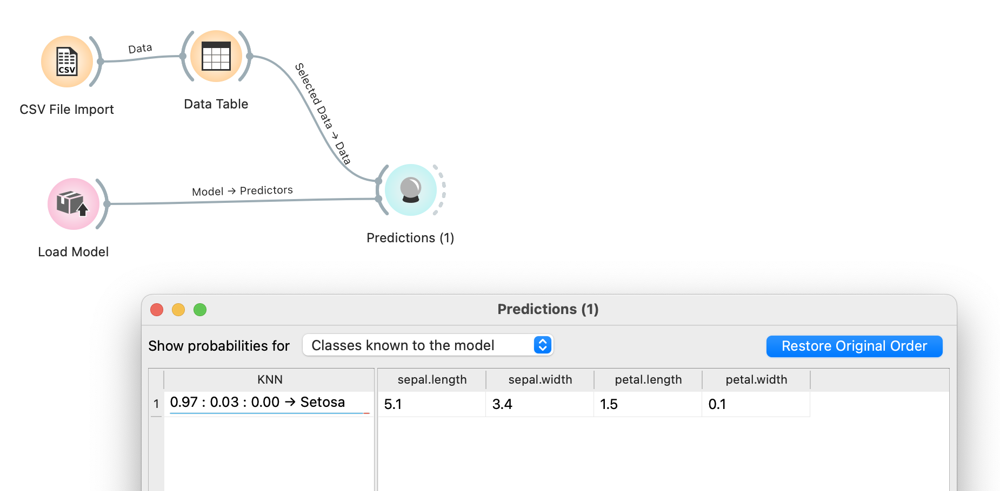 Data
Selected Data → Data
CSV
CSV File Import
Data Table
Model → Predictors
Load Model
Predictions (1)
Predictions (1)
Show probabilities for Classes known to the model Restore Original Order
KNN sepal.length sepal.width petal.length petal.width
1 0.97 : 0.03 : 0.00 → Setosa 5.1 3.4 1.5 0.1